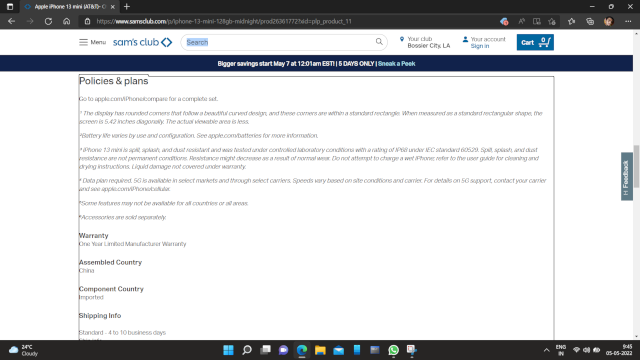 Apple iPhone 13 mini (AT&T)
https://www.samsclub.com/p/iphone-13-mini-128gb-midnight/prod26361772?xid=plp_product_11
Menu
sam's club
Search
Your club
Bossier City, LA
Your account
Sign in
Cart 0
Bigger savings start May 7 at 12:01am EST! | 5 DAYS ONLY | Sneak a Peek
Policies & plans
Go to apple.com/iPhone/compare for a complete set.
¹ The display has rounded corners that follow a beautiful curved design, and these corners are within a standard rectangle. When measured as a standard rectangular shape, the
screen is 5.42 inches diagonally. The actual viewable area is less.
²Battery life varies by use and configuration. See apple.com/batteries for more information.
³ iPhone 13 mini is spill, splash, and dust resistant and was tested under controlled laboratory conditions with a rating of IP68 under IEC standard 60529. Spill, splash, and dust
resistance are not permanent conditions. Resistance might decrease as a result of normal wear. Do not attempt to charge a wet iPhone; refer to the user guide for cleaning and
drying instructions. Liquid damage not covered under warranty.
⁴ Data plan required. 5G is available in select markets and through select carriers. Speeds vary based on site conditions and carrier. For details on 5G support, contact your carrier
and see apple.com/iPhone/cellular.
⁵Some features may not be available for all countries or all areas.
⁶Accessories are sold separately.
Warranty
One Year Limited Manufacturer Warranty
Assembled Country
China
Component Country
Imported
Shipping Info
Standard - 4 to 10 business days
Feedback
24°C
Cloudy
ENG
IN
9:45
05-05-2022